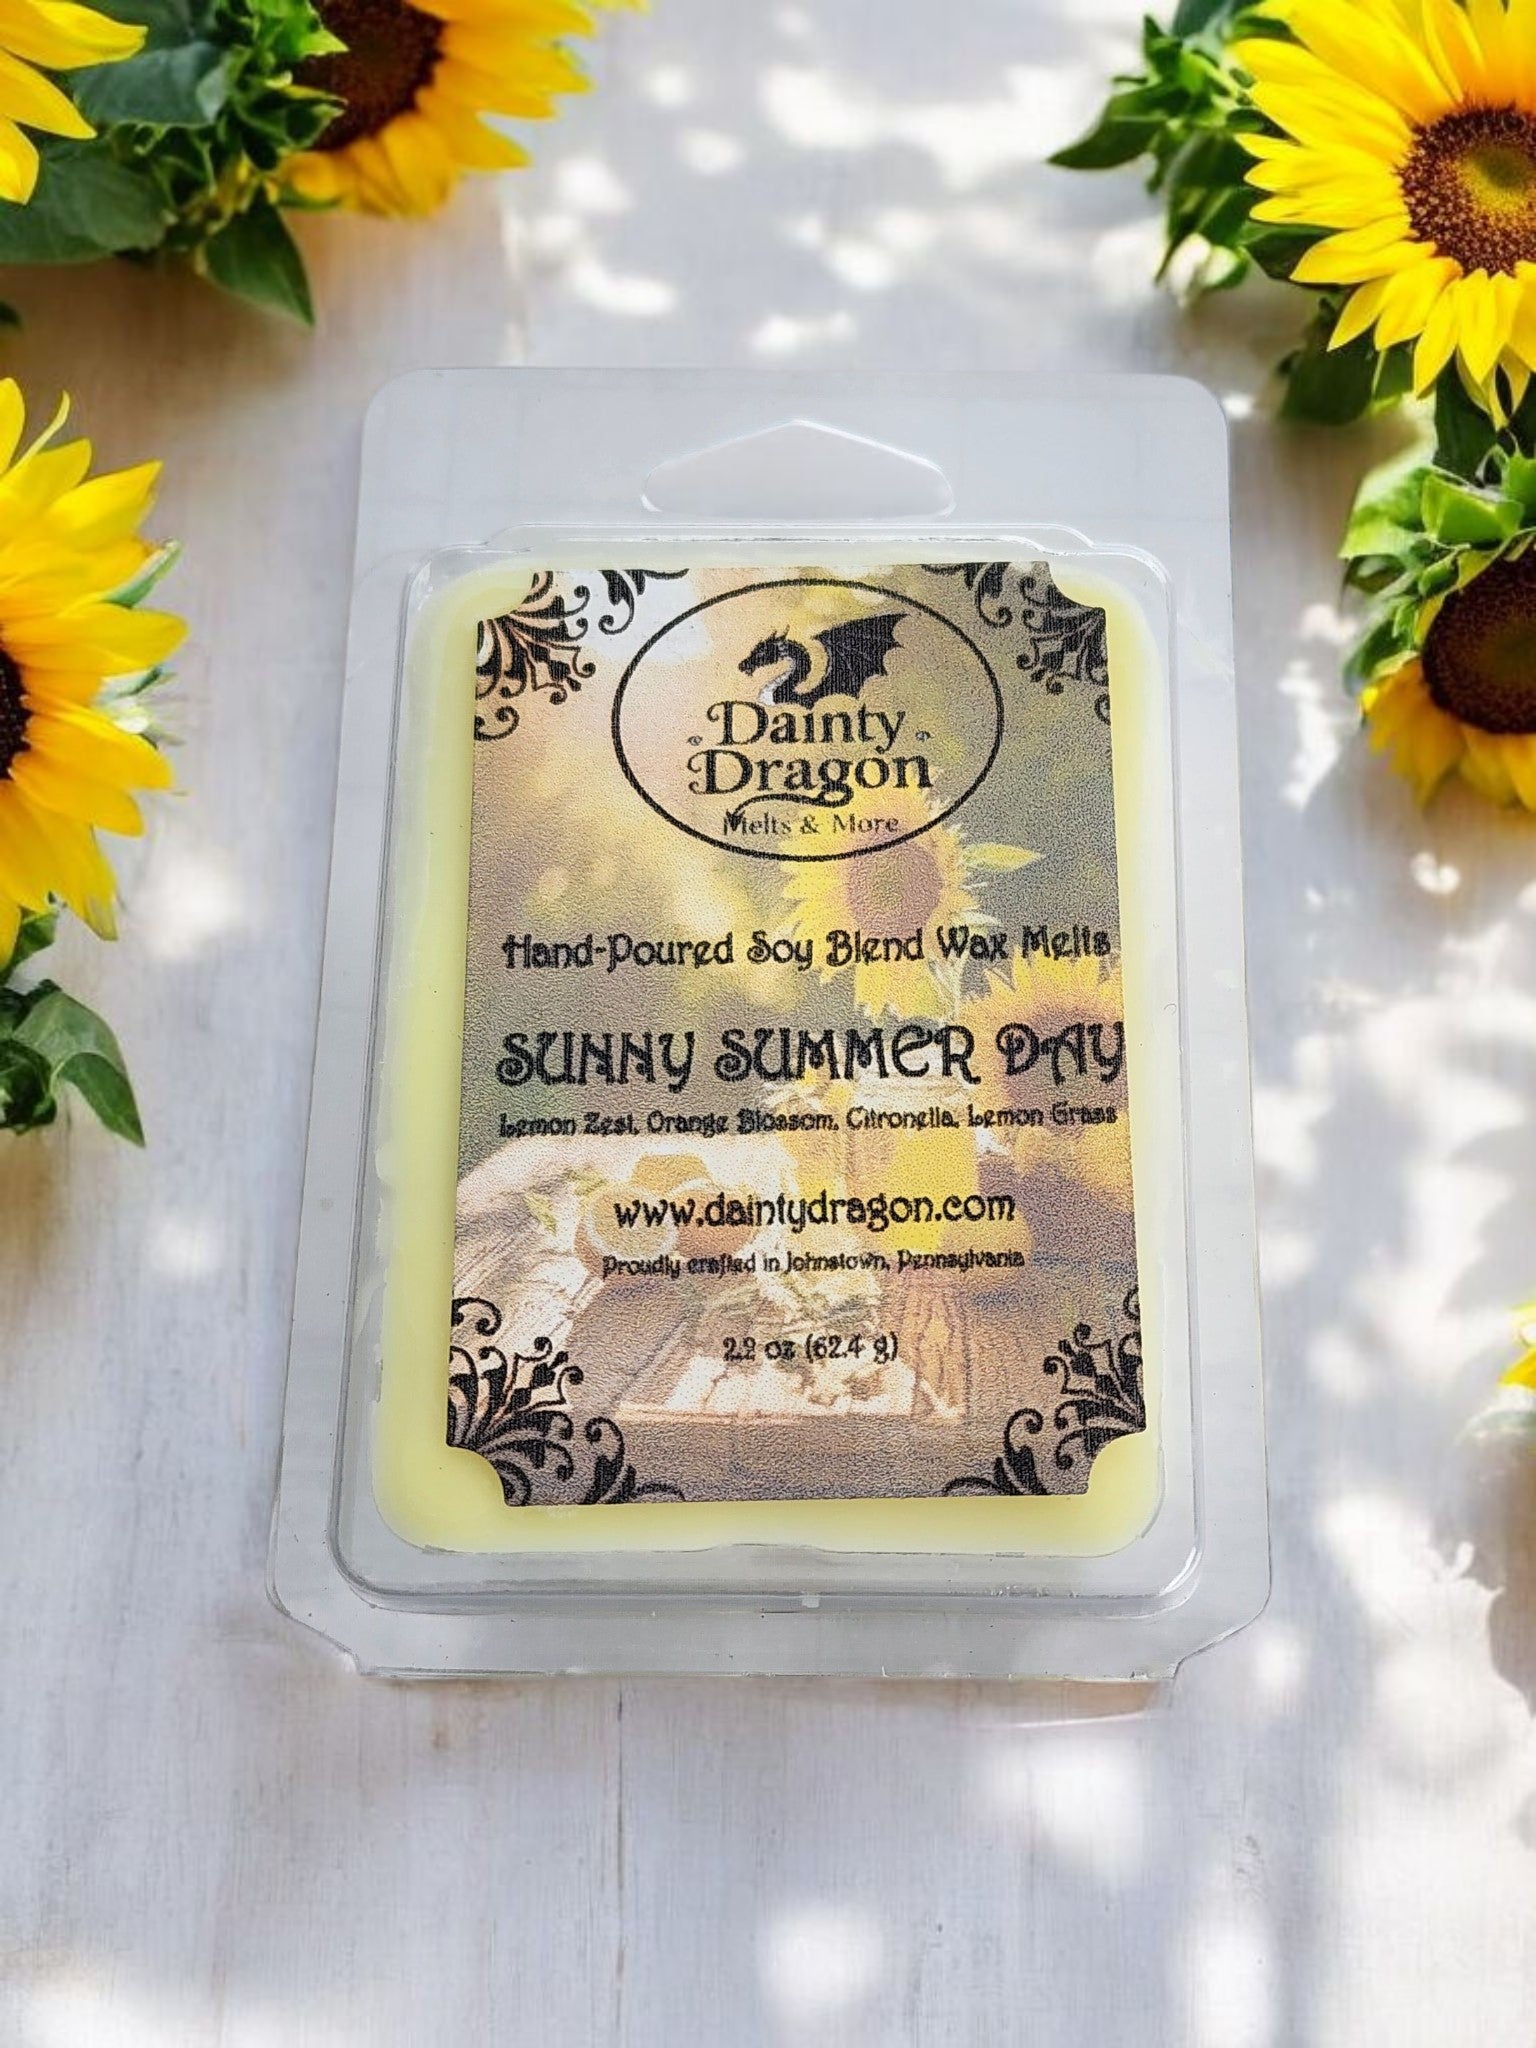 Dainty
Dragon
Melts & More
Hand-Poured Soy Blend Wax Melts
SUNNY SUMMER DAY
Lemon Zest, Orange Blossom, Citronella, Lemon Grass
www.daintydragon.com
Proudly crafted in Johnstown, Pennsylvania
2.2 oz (62.4 g)